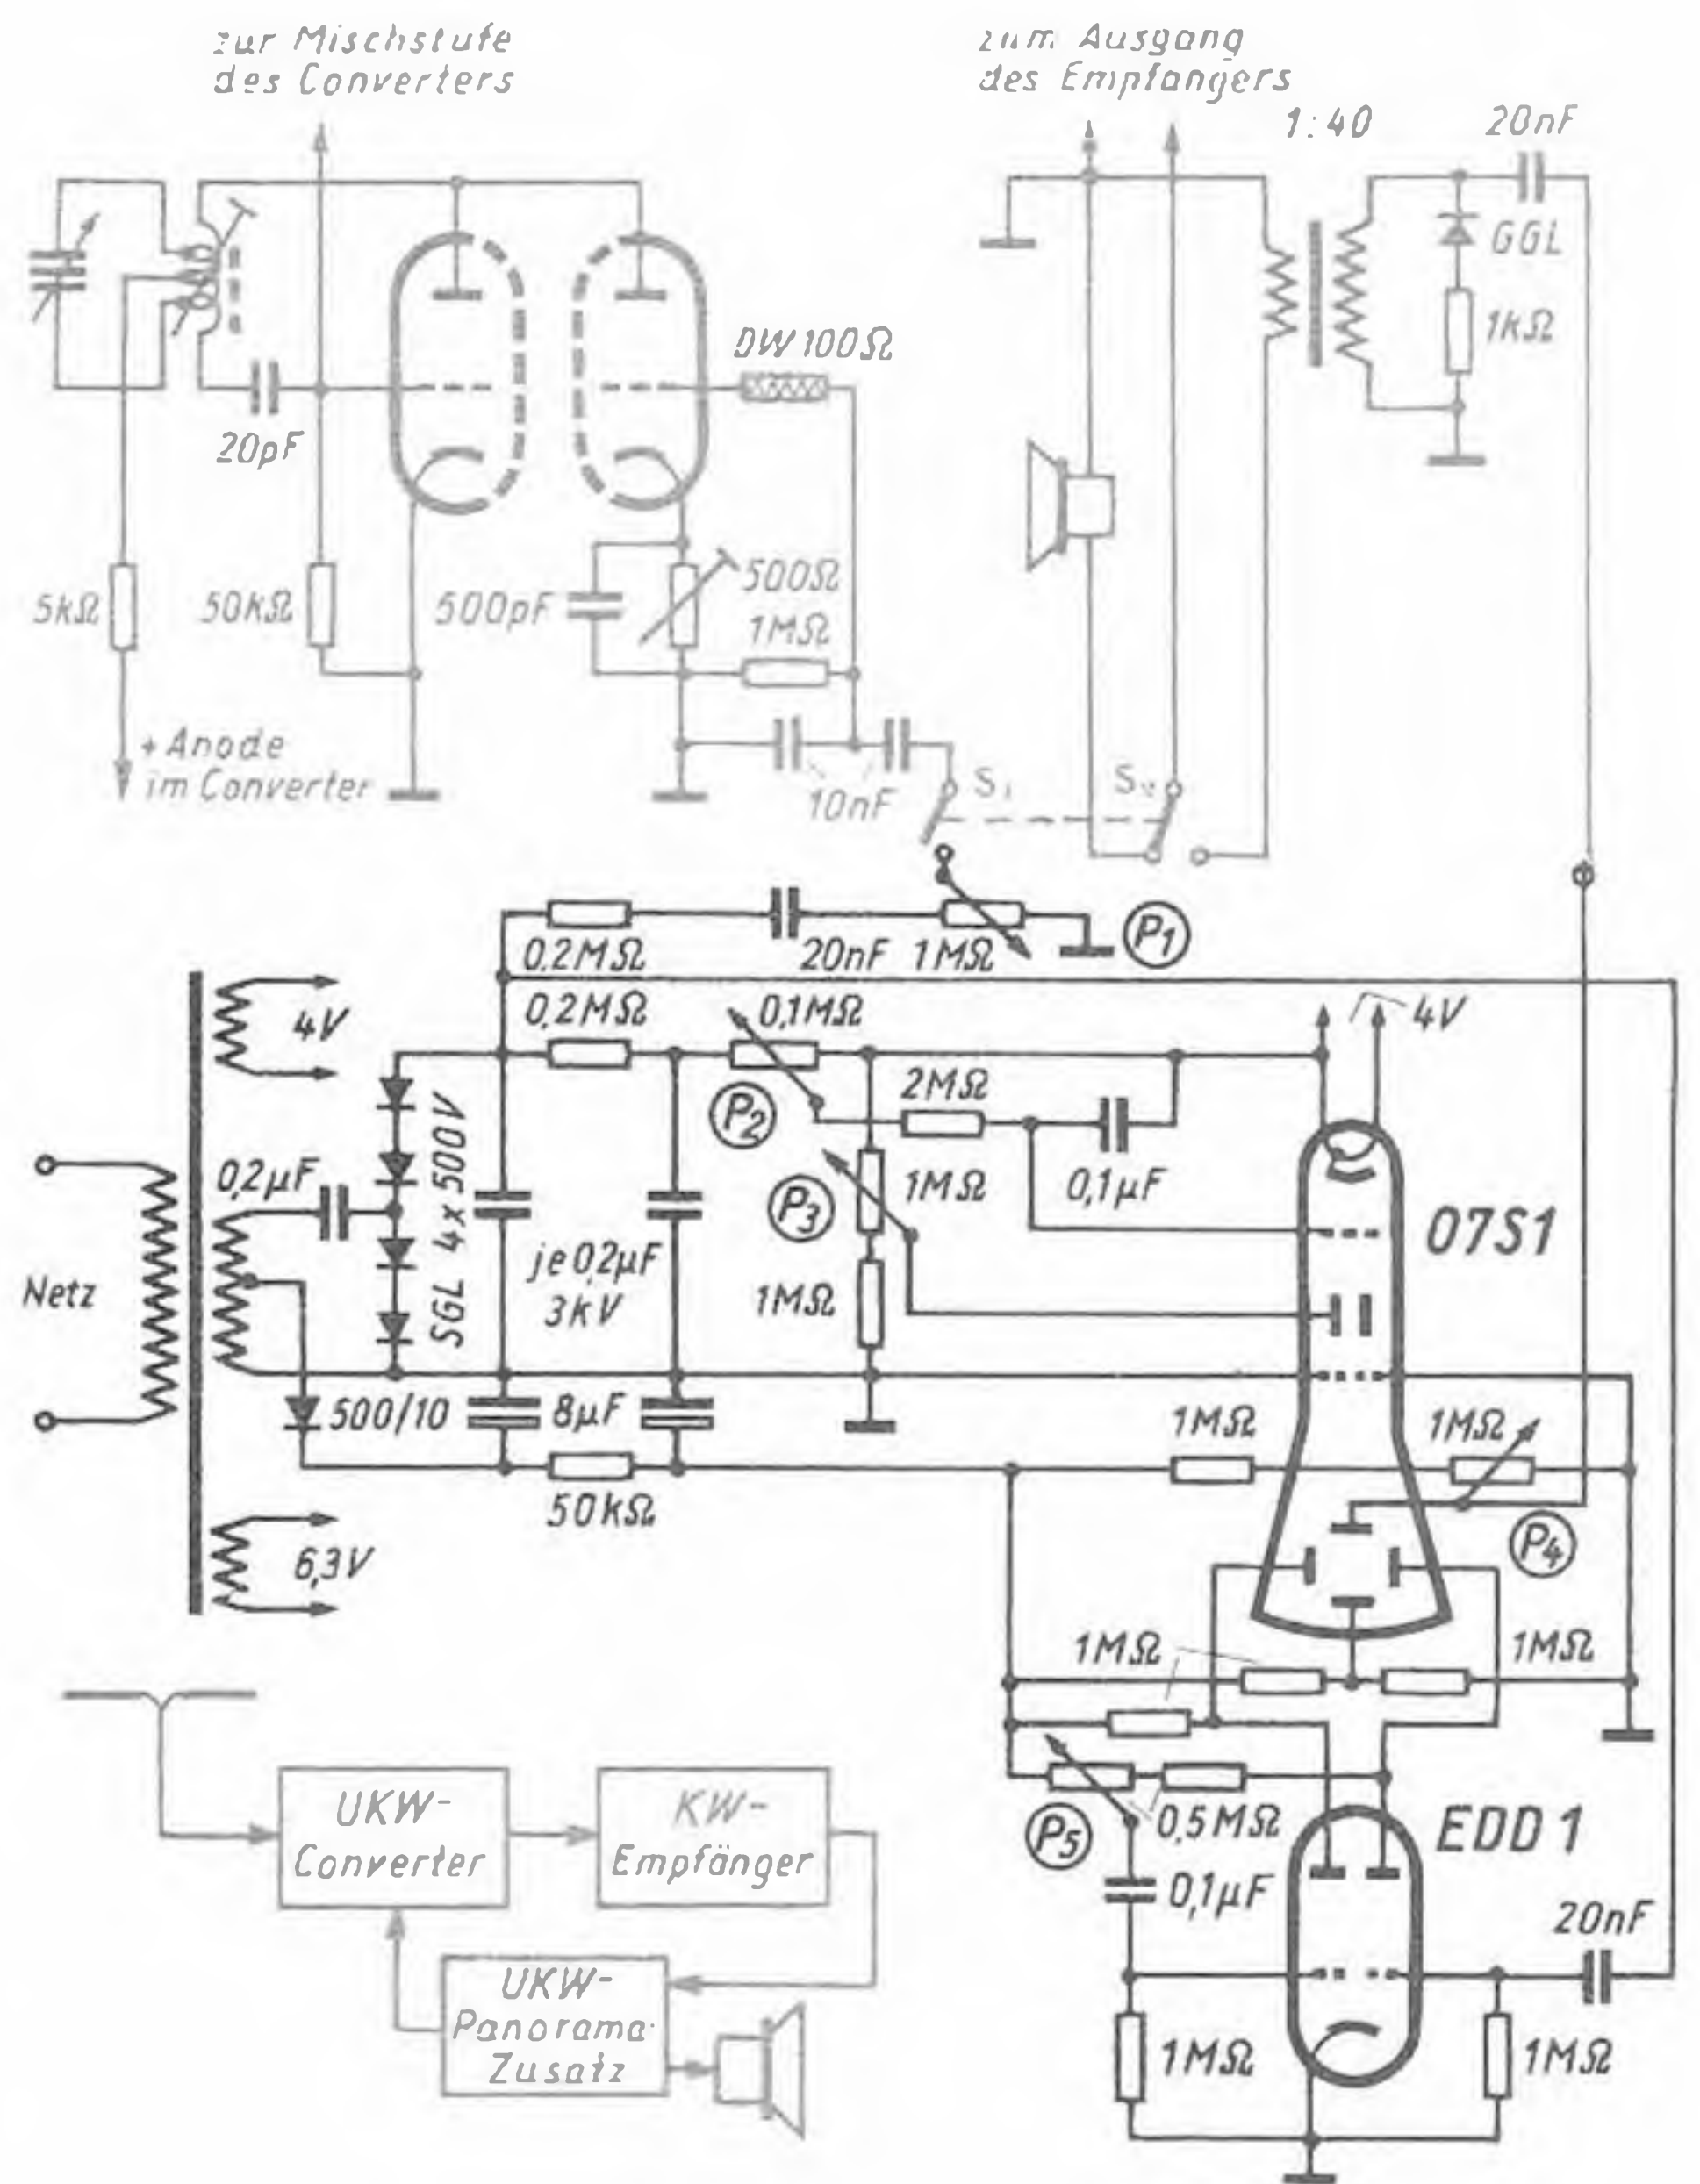 zur Mischstufe
des Converters
zum Ausgang
des Empfängers
1:40
20nF
GGL
1kΩ
DW 100Ω
20pF
5kΩ
50kΩ
500pF
500Ω
1MΩ
+ Anode
im Converter
10nF
S₁
S₂
0.2MΩ
20nF
1MΩ
P₁
4V
0,2MΩ
0,1MΩ
4V
P₂
2MΩ
0,1µF
SGL 4x500V
0,2µF
P₃
1MΩ
07S1
je 0,2µF
3kV
1MΩ
Netz
500/10
8µF
1MΩ
1MΩ
50kΩ
P₄
6,3V
1MΩ
1MΩ
P₅
0,5MΩ
EDD1
0,1µF
20nF
1MΩ
1MΩ
UKW-
Converter
KW-
Empfänger
UKW-
Panorama-
Zusatz